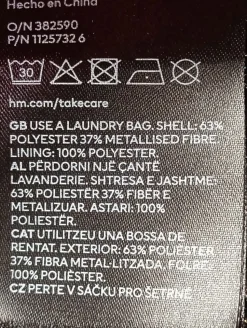 Hecho en China
O/N 382590
P/N 1125732 6
30
hm.com/takecare
GB USE A LAUNDRY BAG. SHELL: 63%
POLYESTER 37% METALLISED FIBRE.
LINING: 100% POLYESTER.
AL PËRDORNI NJË ÇANTË
LAVANDERIE. SHTRESA E JASHTME:
63% POLIESTËR 37% FIBËR E
METALIZUAR. ASTARI: 100%
POLIESTËR.
CAT UTILITZEU UNA BOSSA DE
RENTAT. EXTERIOR: 63% POLIÈSTER
37% FIBRA METAL·LITZADA. FOLRE:
100% POLIÈSTER.
CZ PERTE V SÁČKU PRO ŠETRNÉ